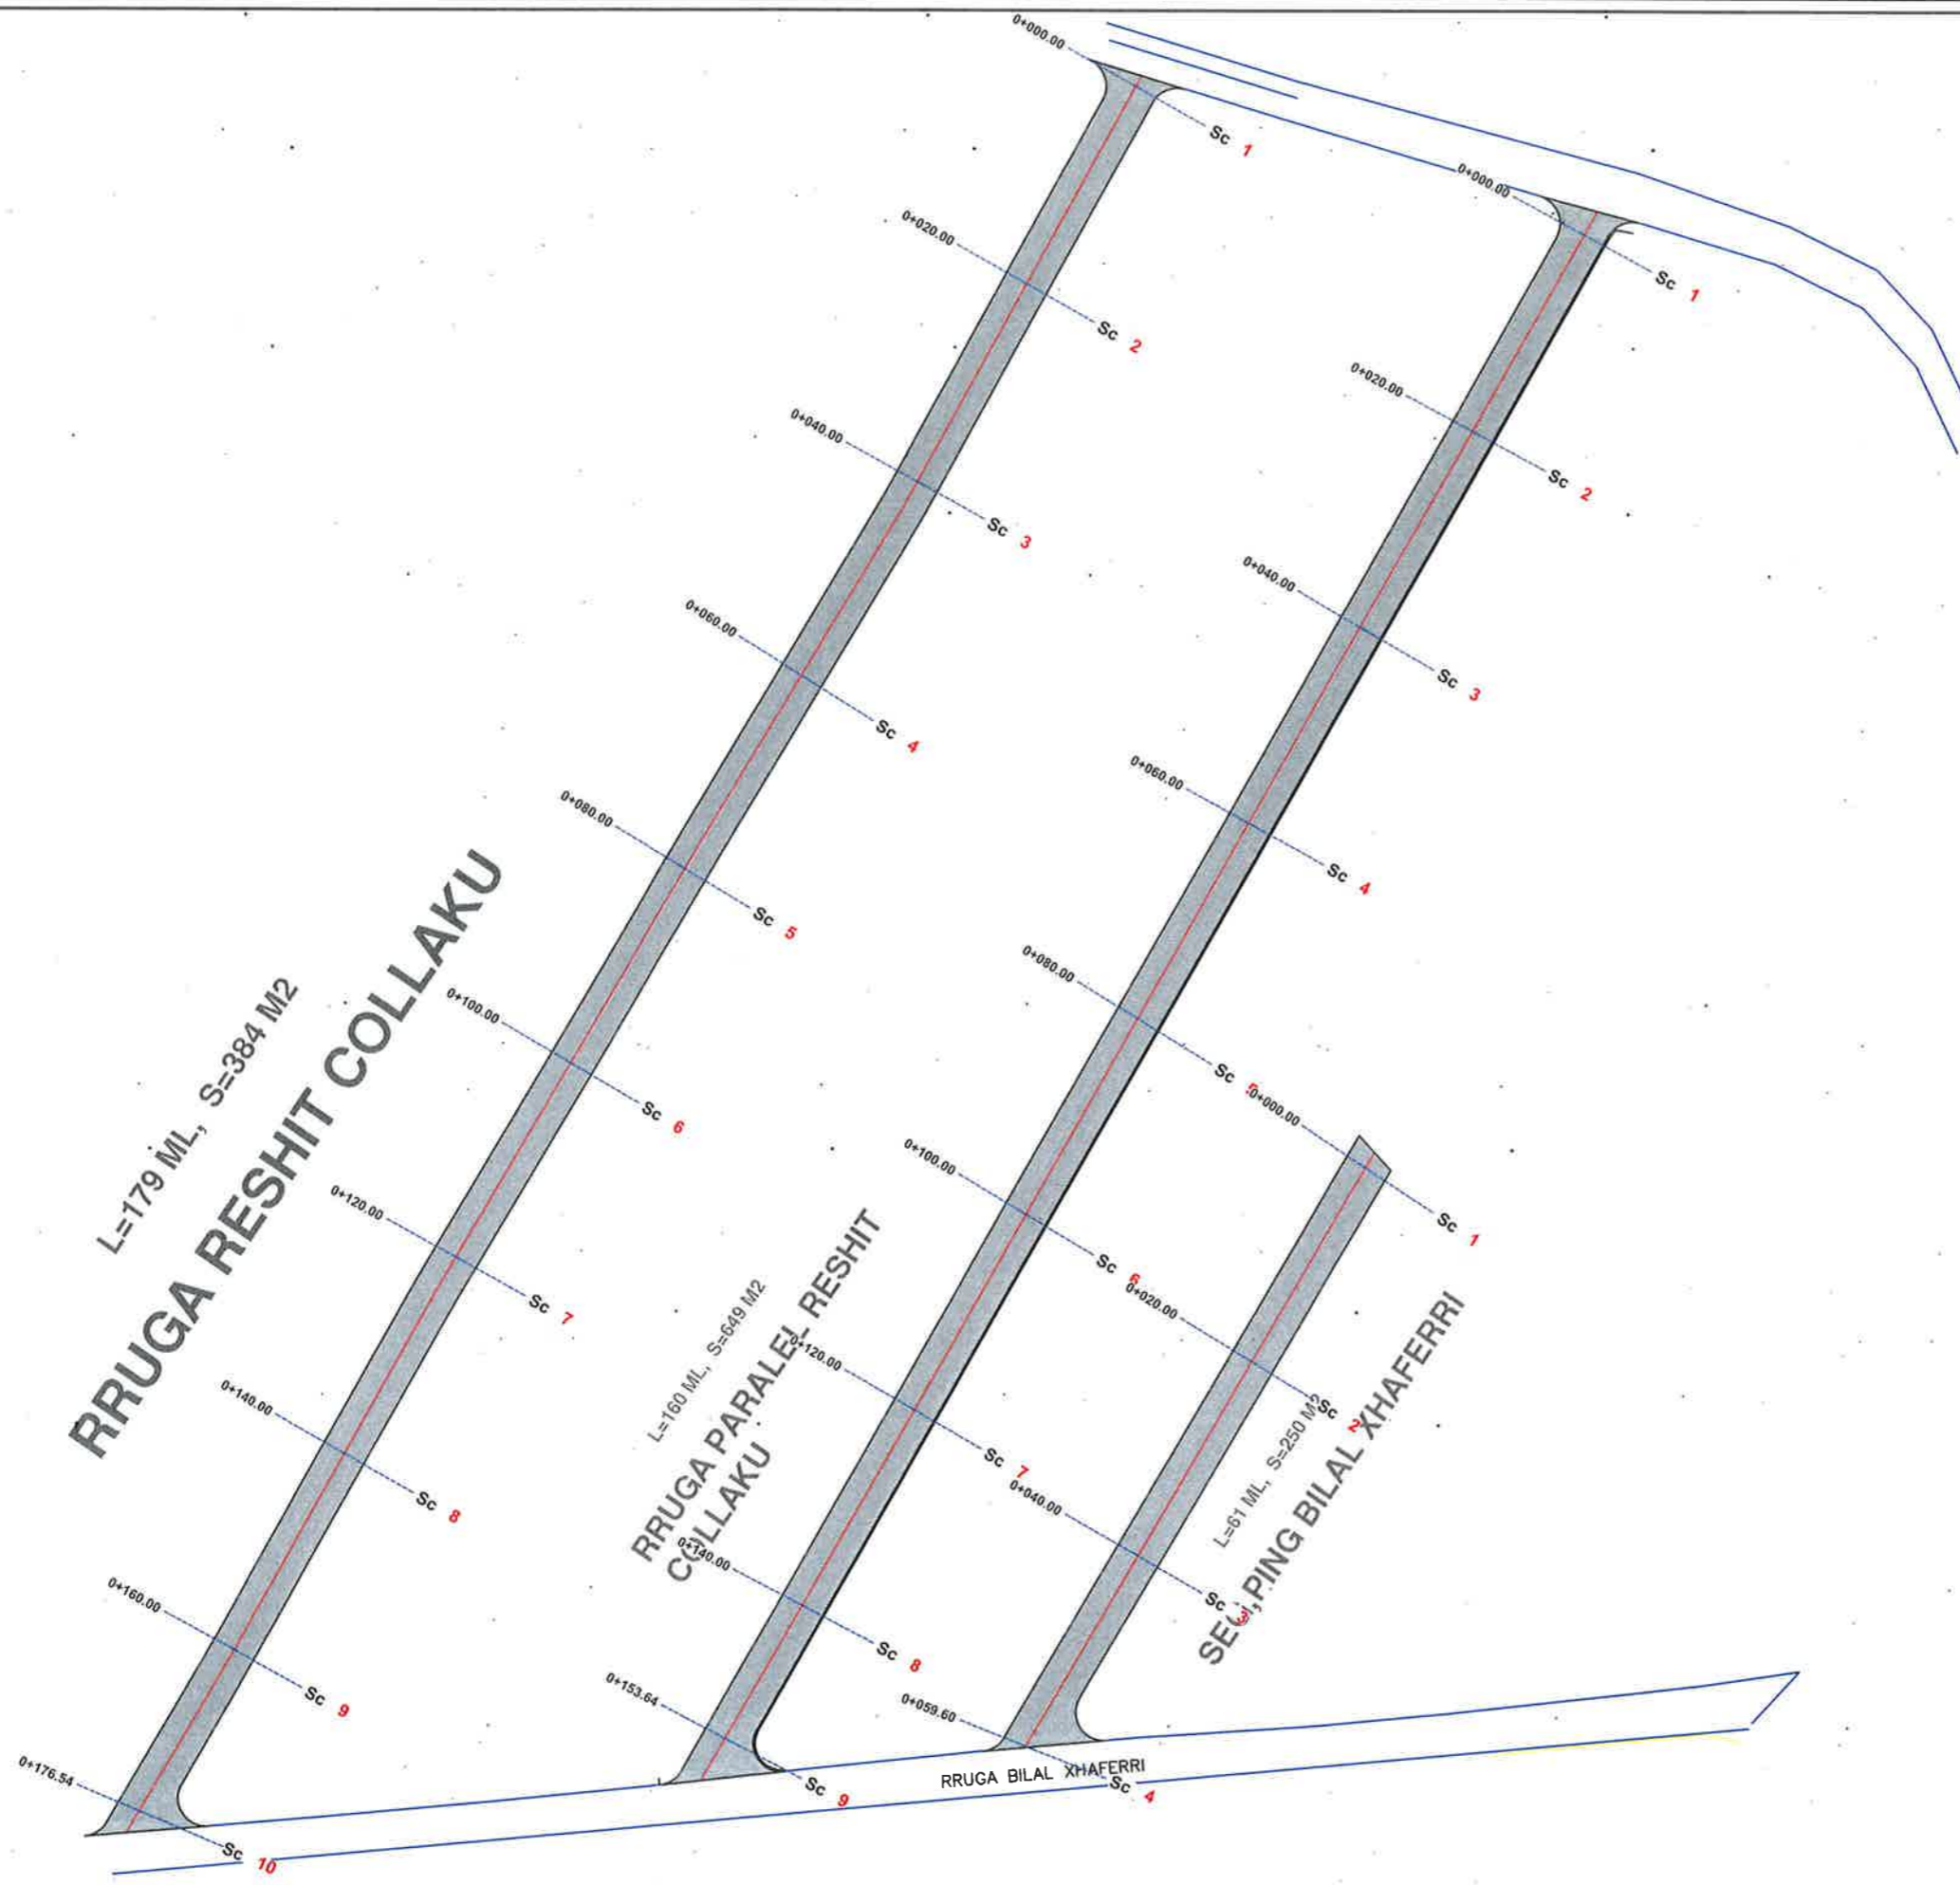 0+000.00
Sc 1
0+020.00
Sc 2
0+040.00
Sc 3
0+060.00
Sc 4
0+080.00
Sc 5
0+100.00
Sc 6
0+120.00
Sc 7
0+140.00
Sc 8
0+160.00
Sc 9
0+176.54
Sc 10
L=179 ML, S=384 M2
RRUGA RESHIT COLLAKU
0+000.00
Sc 1
0+020.00
Sc 2
0+040.00
Sc 3
0+060.00
Sc 4
0+080.00
Sc 5
0+100.00
Sc 6
0+120.00
Sc 7
0+140.00
Sc 8
0+153.64
Sc 9
L=160 ML, S=649 M2
RRUGA PARALEL RESHIT
COLLAKU
0+000.00
Sc 1
0+020.00
Sc 2
0+040.00
Sc 3
0+059.60
Sc 4
L=61 ML, S=250 M2
BILAL XHAFERRI
RRUGA BILAL XHAFERRI